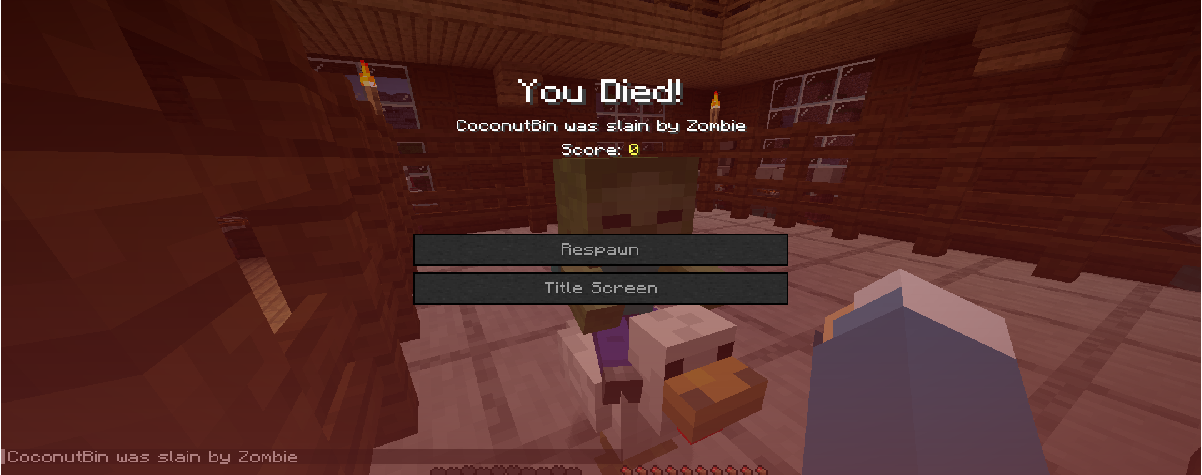 You Died!
CoconutBin was slain by Zombie
Score: 0
Respawn
Title Screen
CoconutBin was slain by Zombie